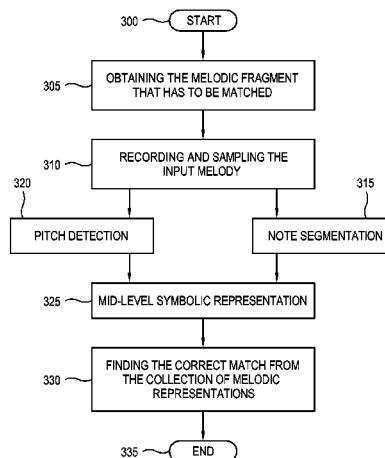 300
START
305
OBTAINING THE MELODIC FRAGMENT
THAT HAS TO BE MATCHED
310
RECORDING AND SAMPLING THE
INPUT MELODY
320
315
PITCH DETECTION
NOTE SEGMENTATION
325
MID-LEVEL SYMBOLIC REPRESENTATION
330
FINDING THE CORRECT MATCH FROM
THE COLLECTION OF MELODIC
REPRESENTATIONS
335
END